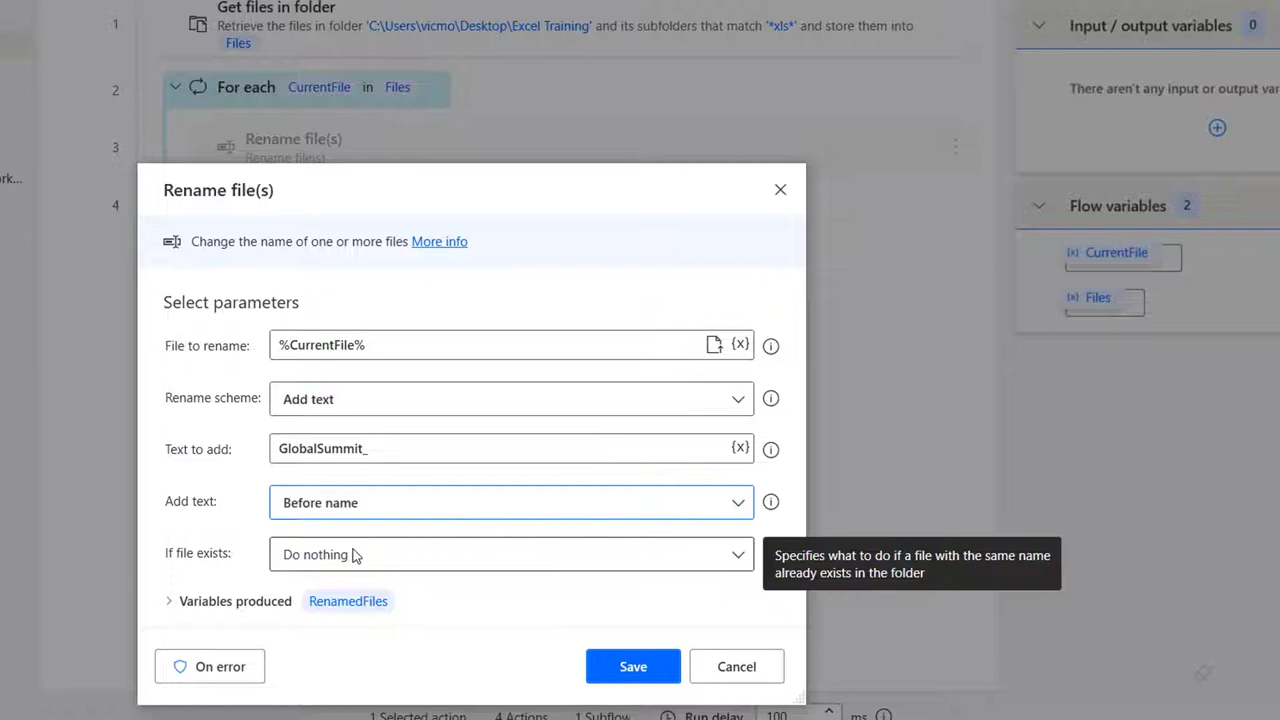 Get files in folder
1
Retrieve the files in folder 'C:\Users\vicmo\Desktop\Excel Training' and its subfolders that match '*xls*' and store them into
Files
Input / output variables 0
2
For each CurrentFile in Files
There aren't any input or output var
3
Rename file(s)
Rename file(s)
ork...
4
Rename file(s)
Flow variables 2
Change the name of one or more files More info
CurrentFile
Files
Select parameters
File to rename: %CurrentFile% {x}
Rename scheme: Add text
Text to add: GlobalSummit_ {x}
Add text: Before name
If file exists: Do nothing
Specifies what to do if a file with the same name
already exists in the folder
Variables produced RenamedFiles
On error Save Cancel
1 Selected action 4 Actions 1 Subflow Run delay 100 ms